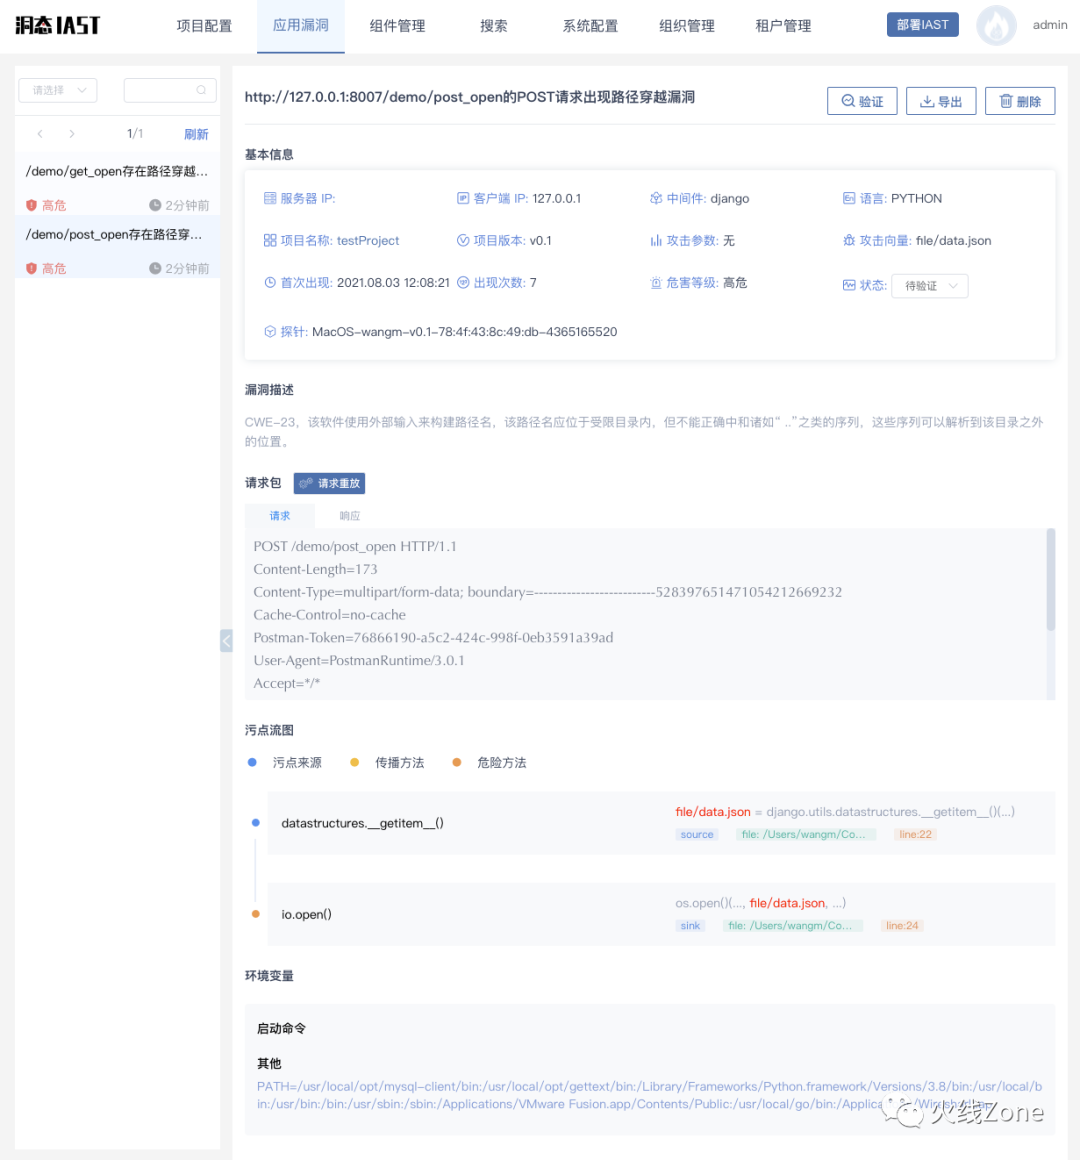 洞态IAST
项目配置 应用漏洞 组件管理 搜索 系统配置 组织管理 租户管理 部署IAST admin
请选择
1/1 刷新
/demo/get_open存在路径穿越...
高危 2分钟前
/demo/post_open存在路径穿...
高危 2分钟前
http://127.0.0.1:8007/demo/post_open的POST请求出现路径穿越漏洞
验证 导出 删除
基本信息
服务器 IP: 客户端 IP: 127.0.0.1 中间件: django 语言: PYTHON
项目名称: testProject 项目版本: v0.1 攻击参数: 无 攻击向量: file/data.json
首次出现: 2021.08.03 12:08:21 出现次数: 7 危害等级: 高危 状态: 待验证
探针: MacOS-wangm-v0.1-78:4f:43:8c:49:db-4365165520
漏洞描述
CWE-23，该软件使用外部输入来构建路径名，该路径名应位于受限目录内，但不能正确中和诸如“ ..”之类的序列，这些序列可以解析到该目录之外
的位置。
请求包 请求重放
请求 响应
POST /demo/post_open HTTP/1.1
Content-Length=173
Content-Type=multipart/form-data; boundary=--------------------------528397651471054212669232
Cache-Control=no-cache
Postman-Token=76866190-a5c2-424c-998f-0eb3591a39ad
User-Agent=PostmanRuntime/3.0.1
Accept=*/*
污点流图
污点来源 传播方法 危险方法
datastructures.__getitem__()
file/data.json = django.utils.datastructures.__getitem__()(...)
source file: /Users/wangm/Co... line:22
io.open()
os.open()(..., file/data.json, ...)
sink file: /Users/wangm/Co... line:24
环境变量
启动命令
其他
PATH=/usr/local/opt/mysql-client/bin:/usr/local/opt/gettext/bin:/Library/Frameworks/Python.framework/Versions/3.8/bin:/usr/local/b
in:/usr/bin:/bin:/usr/sbin:/sbin:/Applications/VMware Fusion.app/Contents/Public:/usr/local/go/bin:/Applica
火线Zone